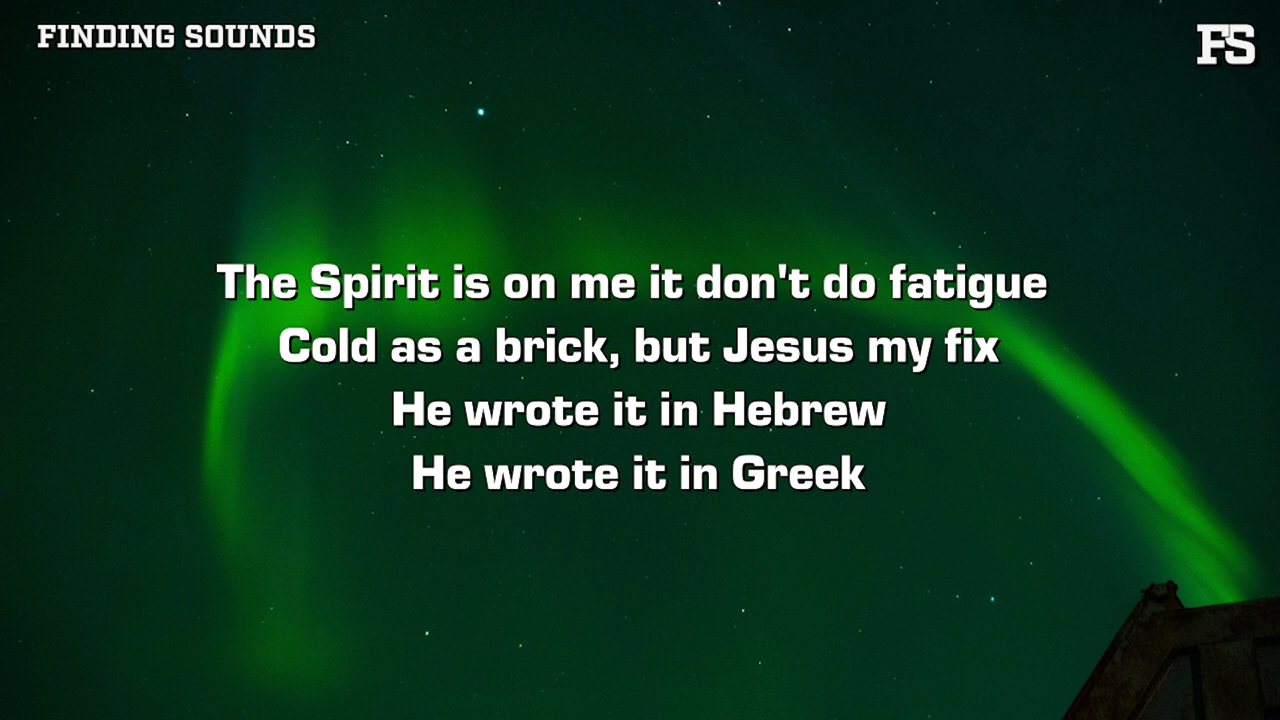 FINDING SOUNDS
FS
The Spirit is on me it don't do fatigue
Cold as a brick, but Jesus my fix
He wrote it in Hebrew
He wrote it in Greek